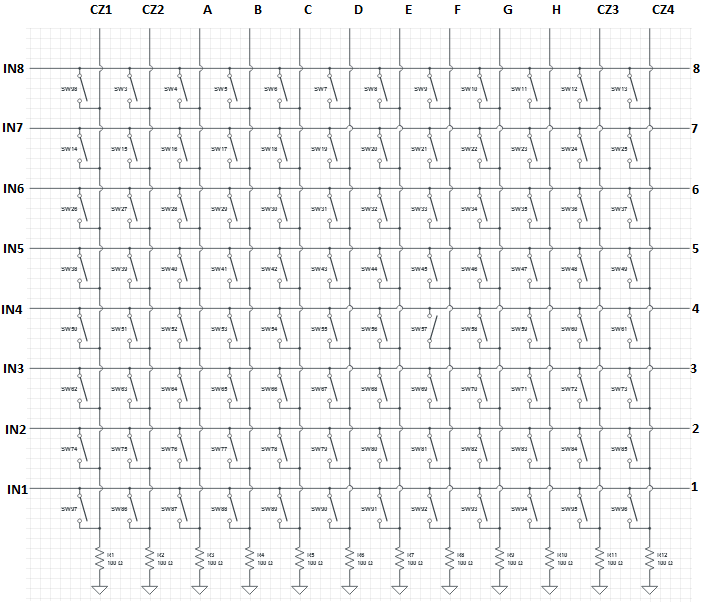 CZ1 CZ2 A B C D E F G H CZ3 CZ4
IN8 8
SW98 SW3 SW4 SW5 SW6 SW7 SW8 SW9 SW10 SW11 SW12 SW13
IN7 7
SW14 SW15 SW16 SW17 SW18 SW19 SW20 SW21 SW22 SW23 SW24 SW25
IN6 6
SW26 SW27 SW28 SW29 SW30 SW31 SW32 SW33 SW34 SW35 SW36 SW37
IN5 5
SW38 SW39 SW40 SW41 SW42 SW43 SW44 SW45 SW46 SW47 SW48 SW49
IN4 4
SW50 SW51 SW52 SW53 SW54 SW55 SW56 SW57 SW58 SW59 SW60 SW61
IN3 3
SW62 SW63 SW64 SW65 SW66 SW67 SW68 SW69 SW70 SW71 SW72 SW73
IN2 2
SW74 SW75 SW76 SW77 SW78 SW79 SW80 SW81 SW82 SW83 SW84 SW85
IN1 1
SW97 SW86 SW87 SW88 SW89 SW90 SW91 SW92 SW93 SW94 SW95 SW96
R1 R2 R3 R4 R5 R6 R7 R8 R9 R10 R11 R12
100 Ω 100 Ω 100 Ω 100 Ω 100 Ω 100 Ω 100 Ω 100 Ω 100 Ω 100 Ω 100 Ω 100 Ω